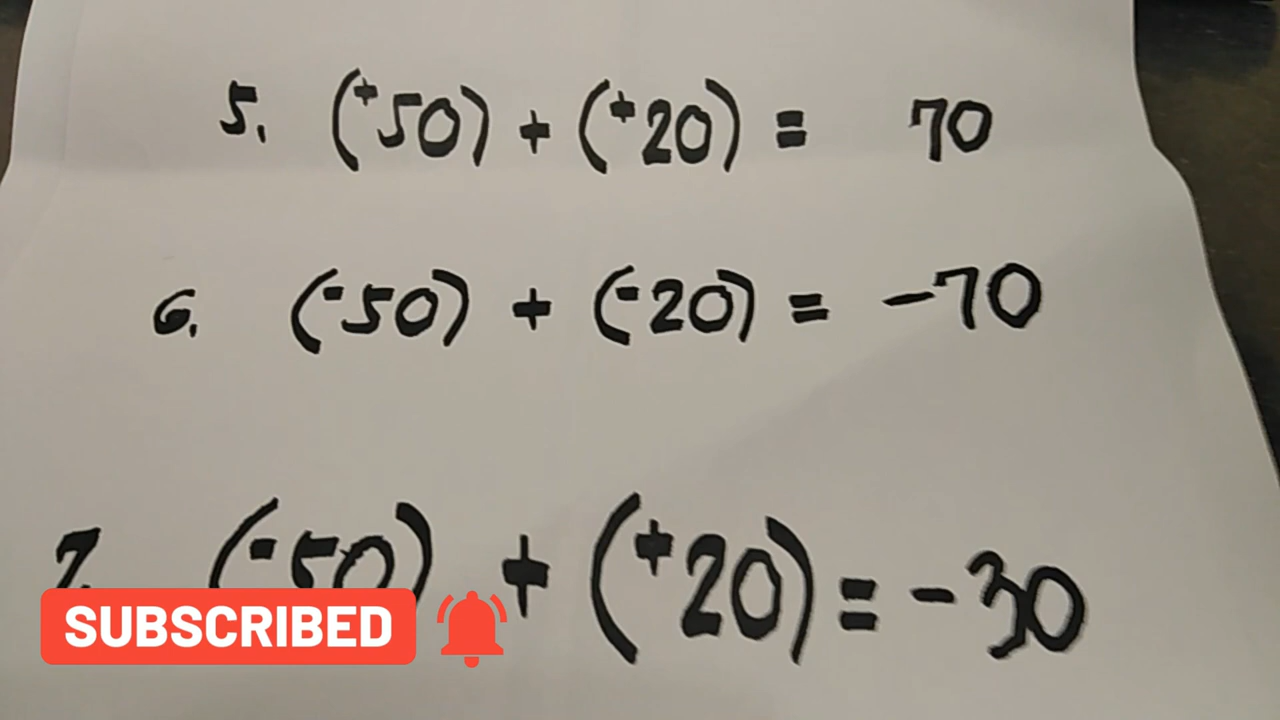 5. (+50) + (+20) = 70
6. (-50) + (-20) = -70
7. (-50) + (+20) = -30
SUBSCRIBED